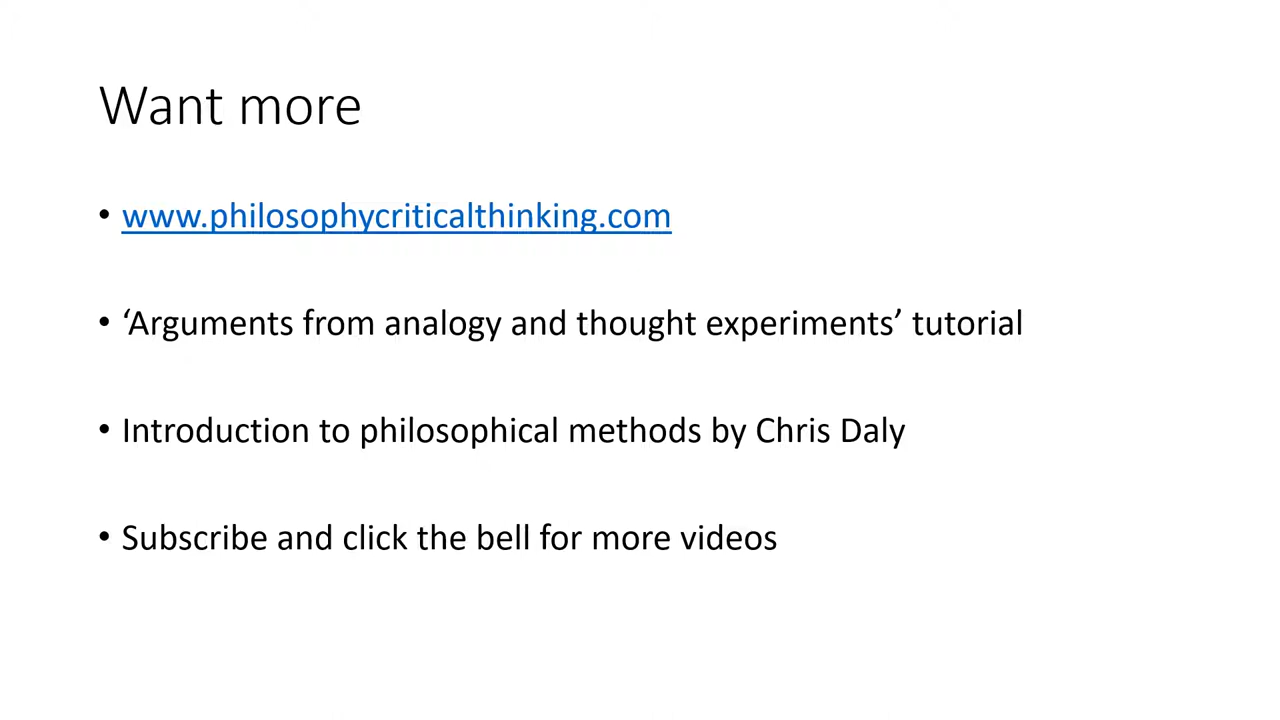 Want more
• www.philosophycriticalthinking.com
• ‘Arguments from analogy and thought experiments’ tutorial
• Introduction to philosophical methods by Chris Daly
• Subscribe and click the bell for more videos